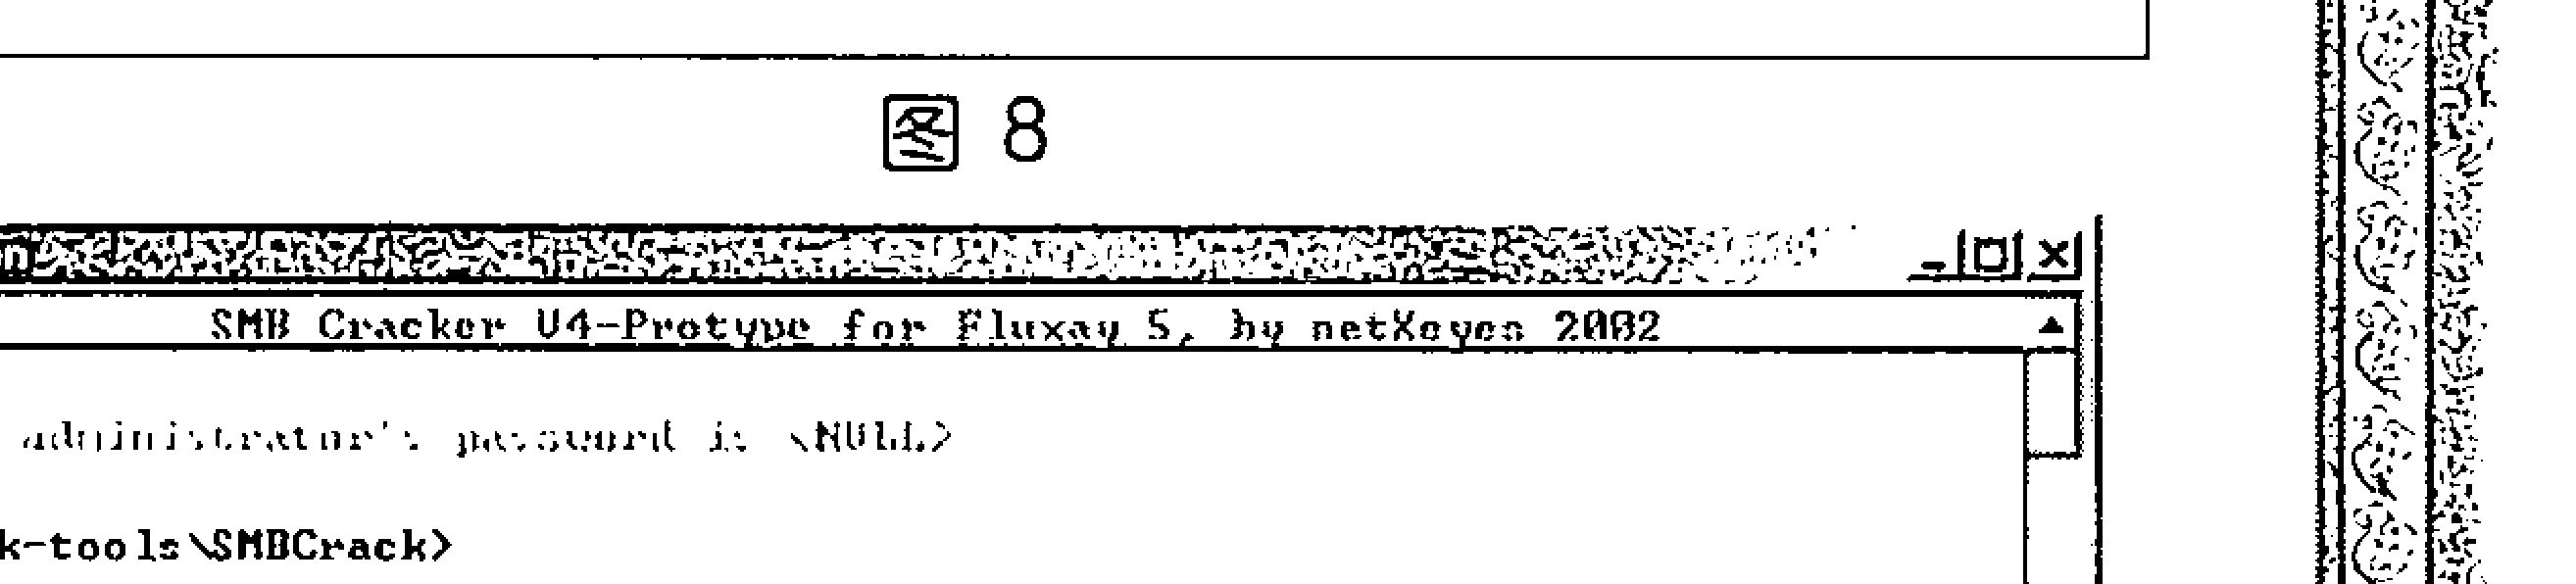 图 8
SMB Cracker V4-Protype for Fluxay 5, by netXeyes 2002
administrator's password is <NULL>
k-tools\SMBCrack>